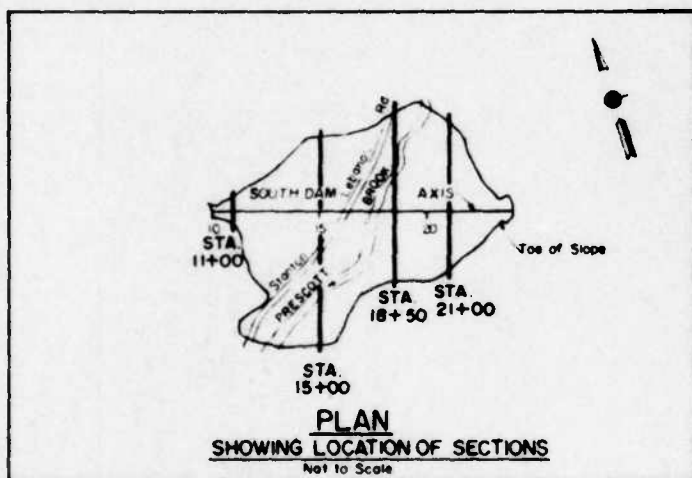 Rd
Lebanon
SOUTH DAM
BROOK
AXIS
10
15
20
STA.
11+00
Toe of Slope
PRESCOTT
STA.
18+50
STA.
21+00
STA.
15+00
PLAN
SHOWING LOCATION OF SECTIONS
Not to Scale